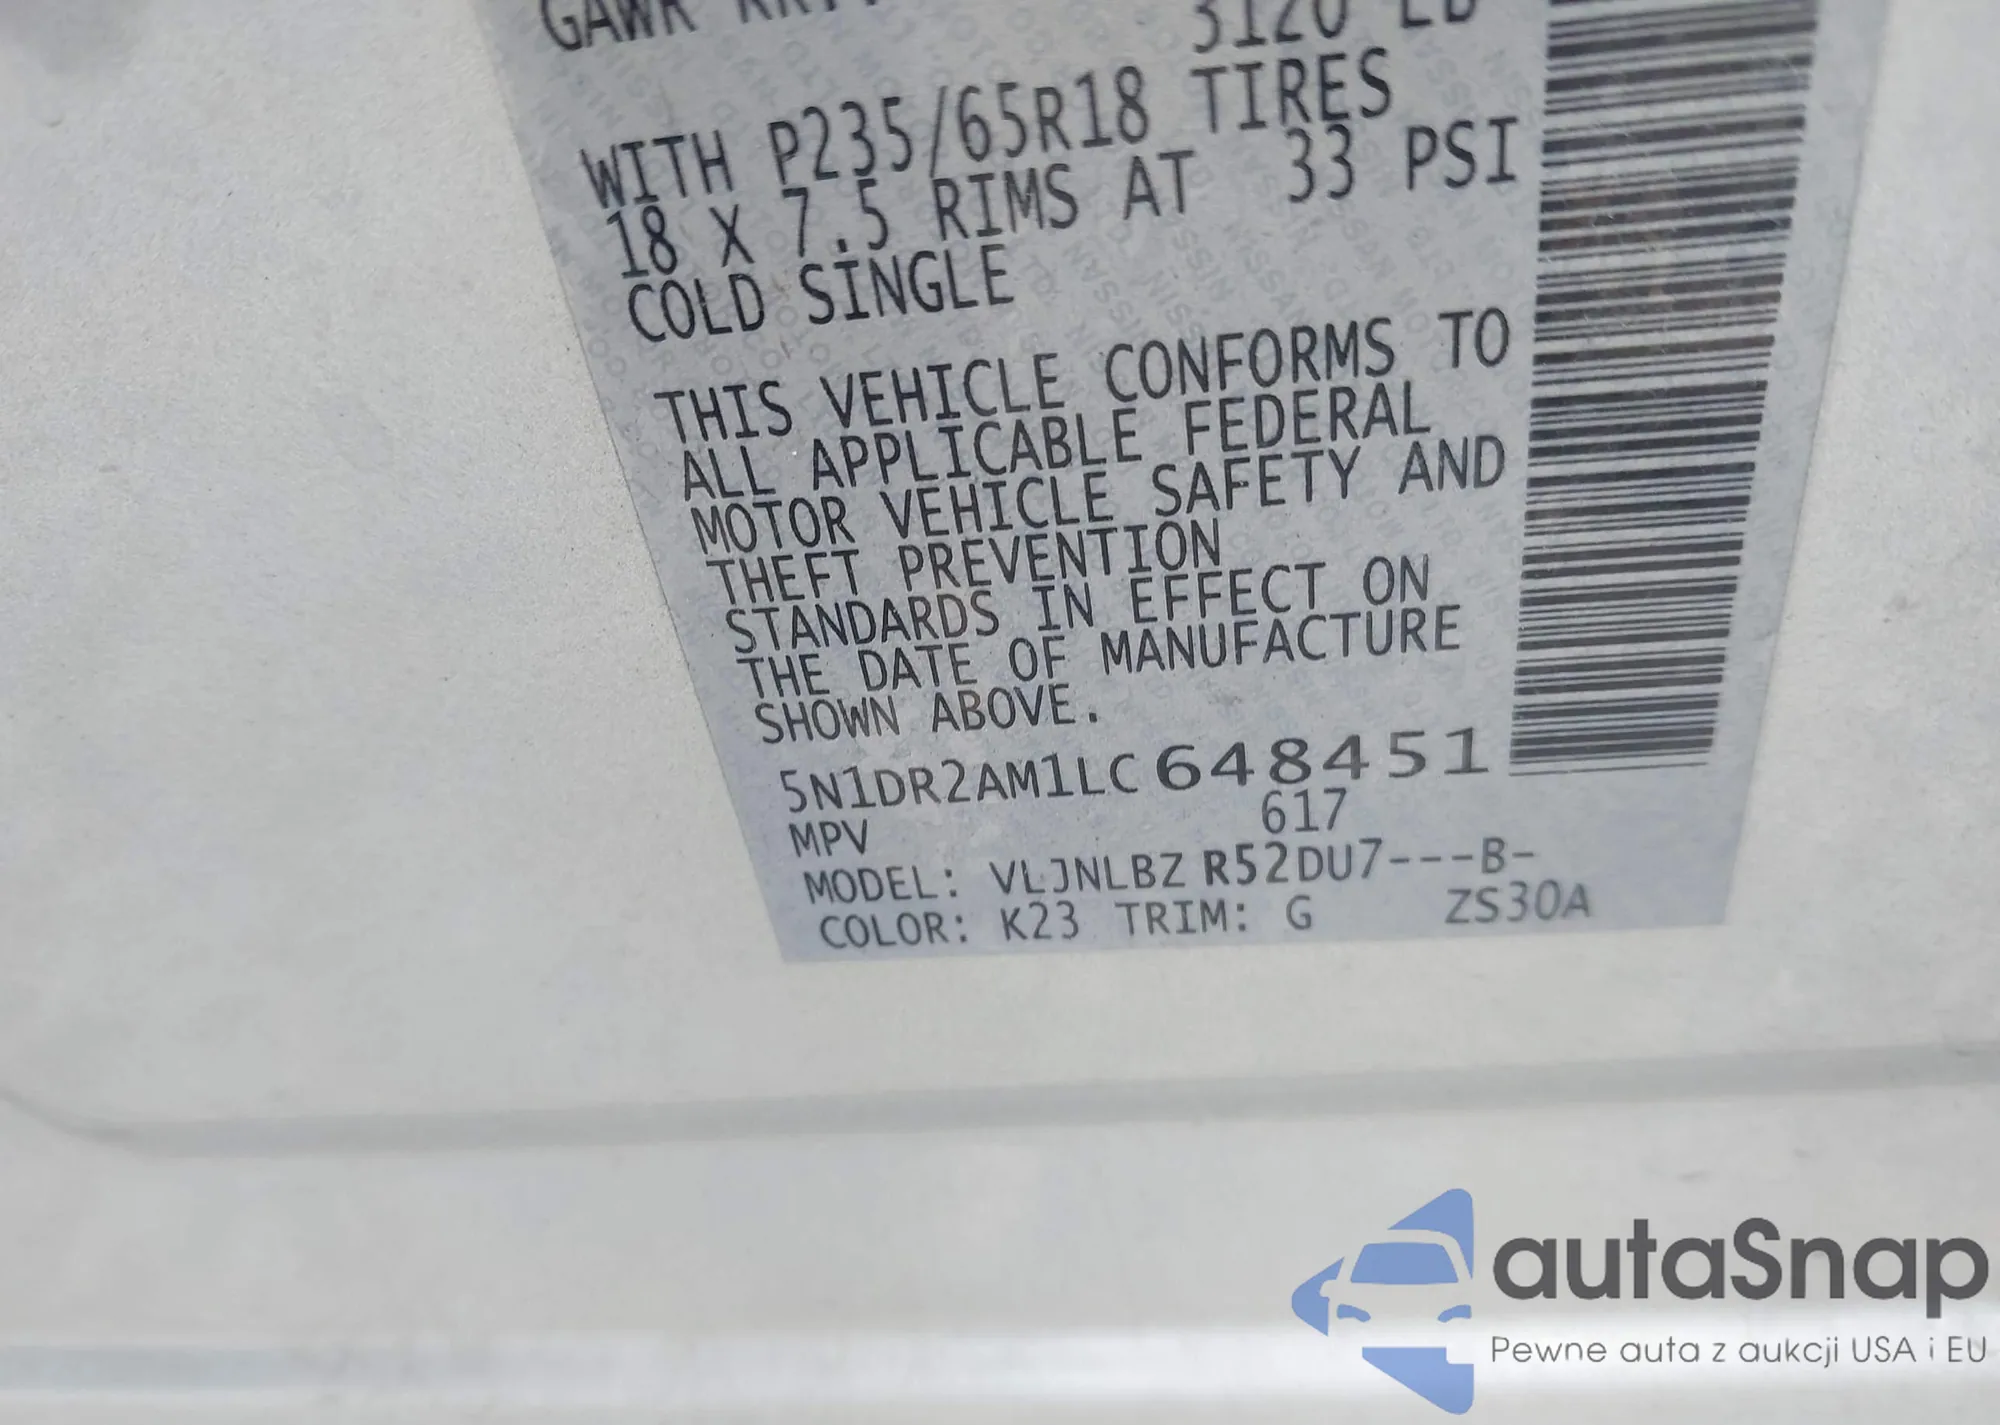 GAWR RR:
3120 LB
WITH P235/65R18 TIRES
18 X 7.5 RIMS AT 33 PSI
COLD SINGLE
THIS VEHICLE CONFORMS TO
ALL APPLICABLE FEDERAL
MOTOR VEHICLE SAFETY AND
THEFT PREVENTION
STANDARDS IN EFFECT ON
THE DATE OF MANUFACTURE
SHOWN ABOVE.
5N1DR2AM1LC648451
MPV 617
MODEL: VLJNLBZ R52DU7---B-
COLOR: K23 TRIM: G ZS30A
autaSnap
Pewne auta z aukcji USA i EU